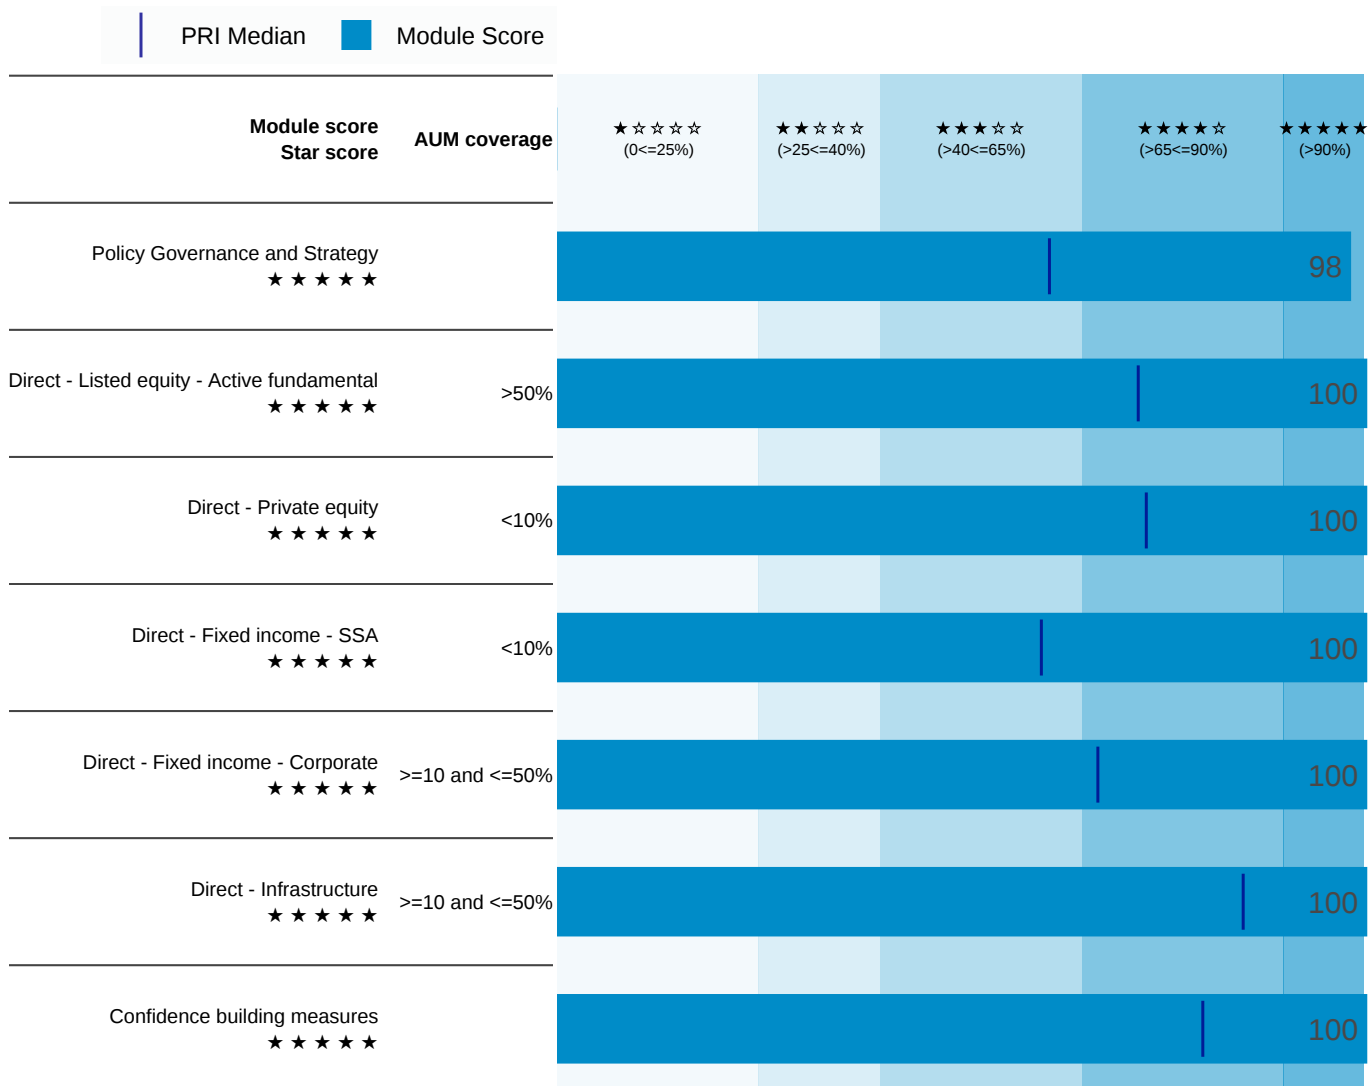 PRI Median Module Score
Module score
Star score
AUM coverage
★☆☆☆☆
(0<=25%)
★★☆☆☆
(>25<=40%)
★★★☆☆
(>40<=65%)
★★★★☆
(>65<=90%)
★★★★★
(>90%)
Policy Governance and Strategy
★★★★★
98
Direct - Listed equity - Active fundamental
★★★★★
>50%
100
Direct - Private equity
★★★★★
<10%
100
Direct - Fixed income - SSA
★★★★★
<10%
100
Direct - Fixed income - Corporate
★★★★★
>=10 and <=50%
100
Direct - Infrastructure
★★★★★
>=10 and <=50%
100
Confidence building measures
★★★★★
100